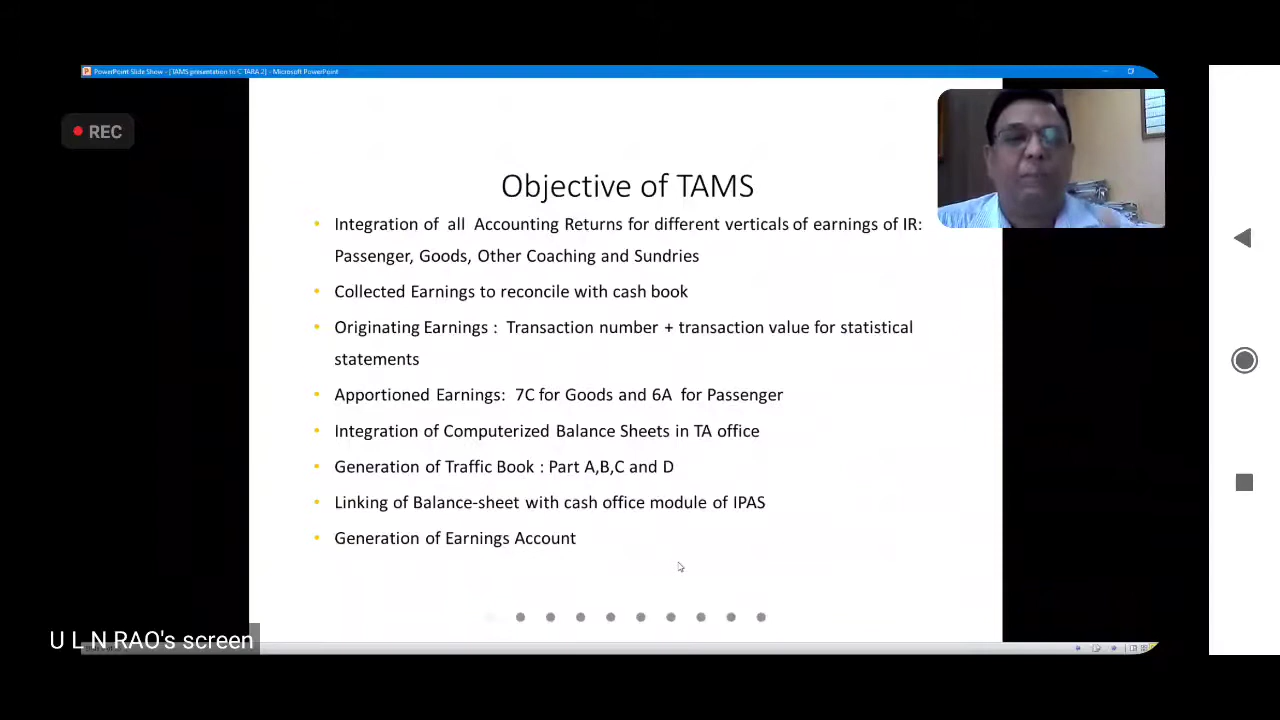 PowerPoint Slide Show - [TAMS presentation to C TARA 2] - Microsoft PowerPoint
REC
Objective of TAMS
Integration of all Accounting Returns for different verticals of earnings of IR:
Passenger, Goods, Other Coaching and Sundries
Collected Earnings to reconcile with cash book
Originating Earnings : Transaction number + transaction value for statistical
statements
Apportioned Earnings: 7C for Goods and 6A for Passenger
Integration of Computerized Balance Sheets in TA office
Generation of Traffic Book : Part A,B,C and D
Linking of Balance-sheet with cash office module of IPAS
Generation of Earnings Account
U L N RAO's screen